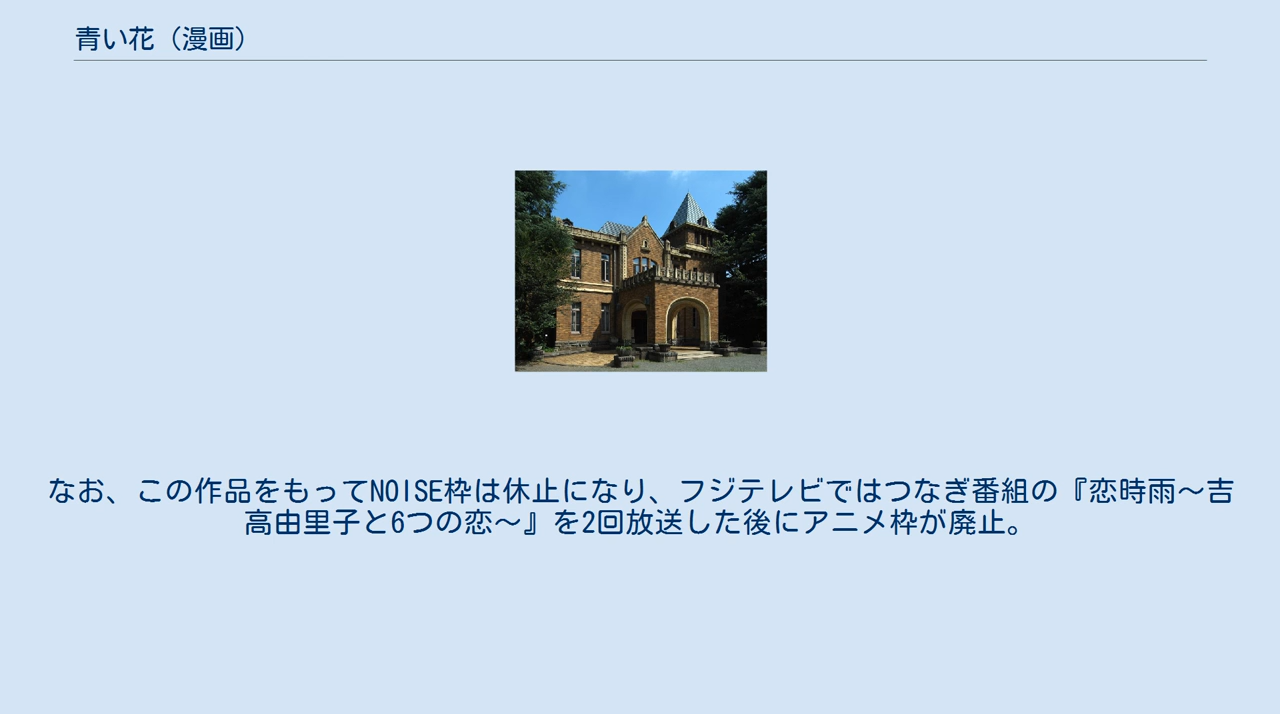 青い花（漫画）
なお、この作品をもってNOISE枠は休止になり、フジテレビではつなぎ番組の『恋時雨〜吉
高由里子と6つの恋〜』を2回放送した後にアニメ枠が廃止。